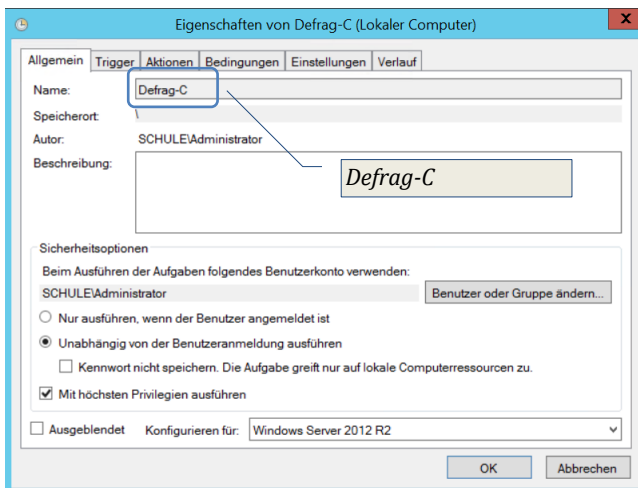 Eigenschaften von Defrag-C (Lokaler Computer)
x
Allgemein Trigger Aktionen Bedingungen Einstellungen Verlauf
Name: Defrag-C
Speicherort: \
Autor: SCHULE\Administrator
Beschreibung:
Defrag-C
Sicherheitsoptionen
Beim Ausführen der Aufgaben folgendes Benutzerkonto verwenden:
SCHULE\Administrator Benutzer oder Gruppe ändern...
Nur ausführen, wenn der Benutzer angemeldet ist
Unabhängig von der Benutzeranmeldung ausführen
Kennwort nicht speichern. Die Aufgabe greift nur auf lokale Computerressourcen zu.
Mit höchsten Privilegien ausführen
Ausgeblendet Konfigurieren für: Windows Server 2012 R2
OK Abbrechen